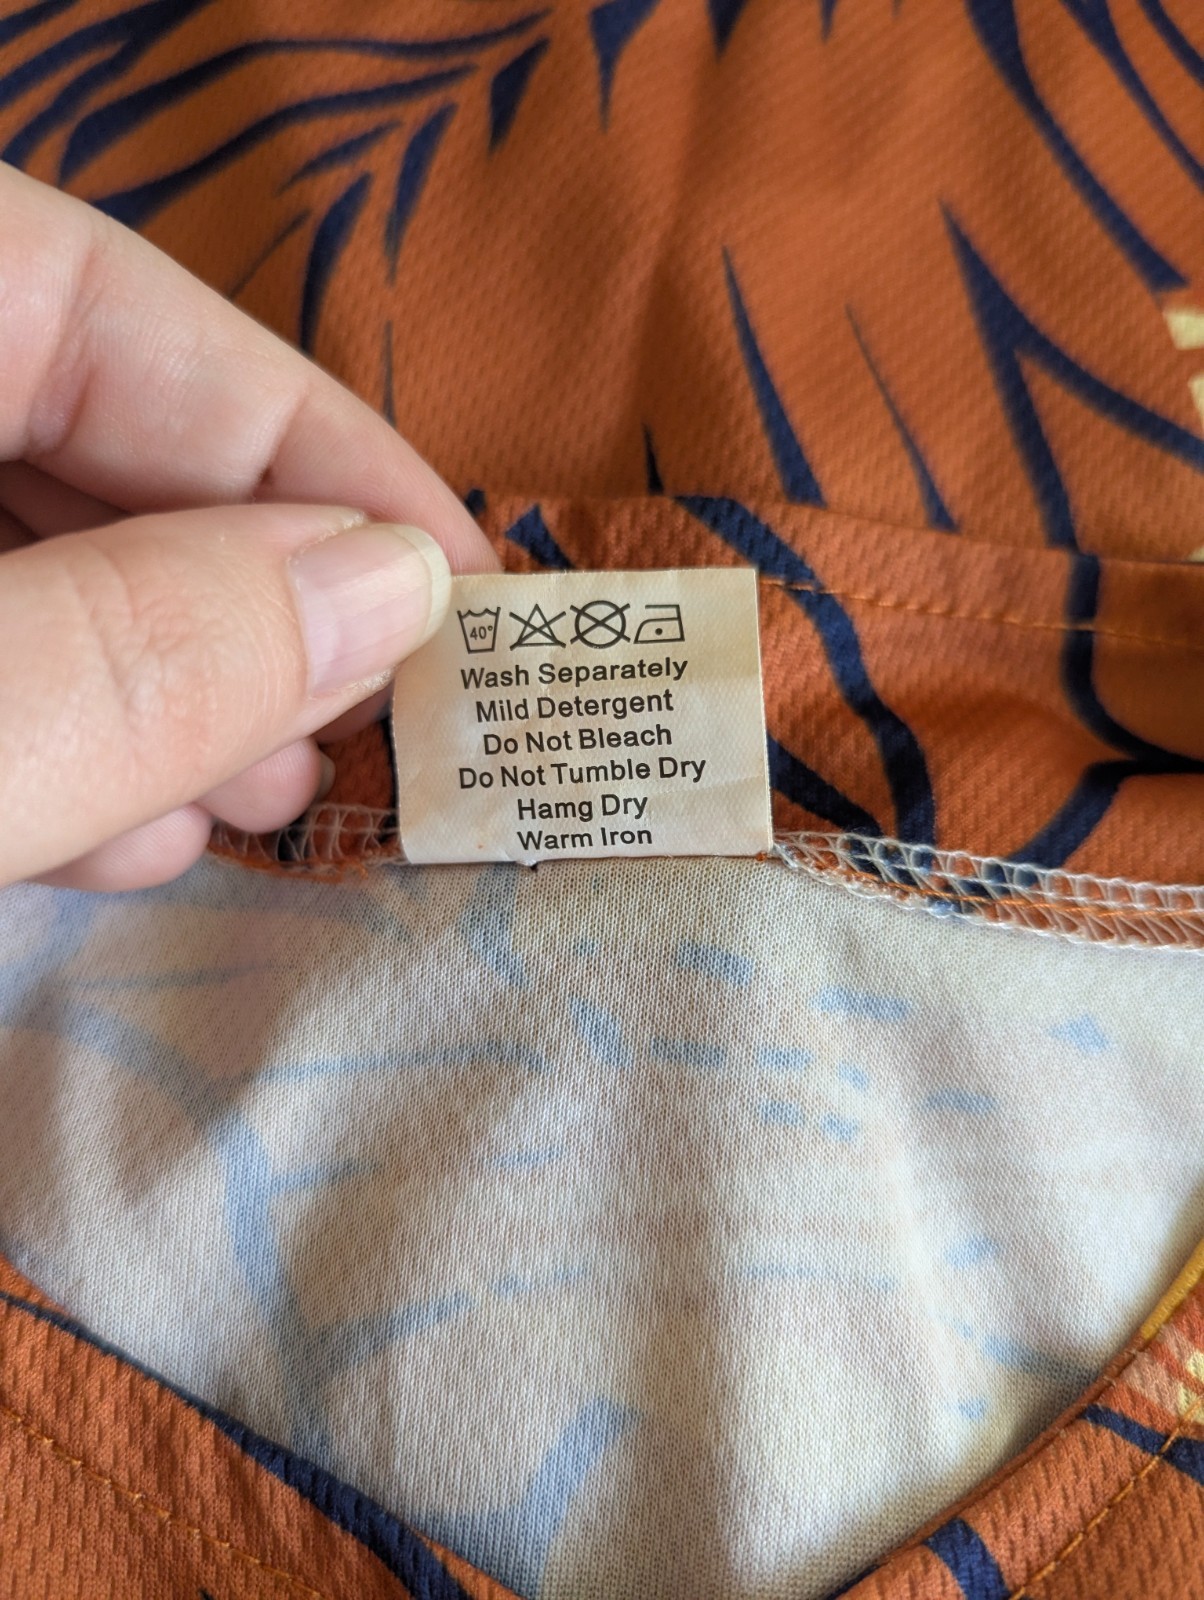 40°
Wash Separately
Mild Detergent
Do Not Bleach
Do Not Tumble Dry
Hamg Dry
Warm Iron